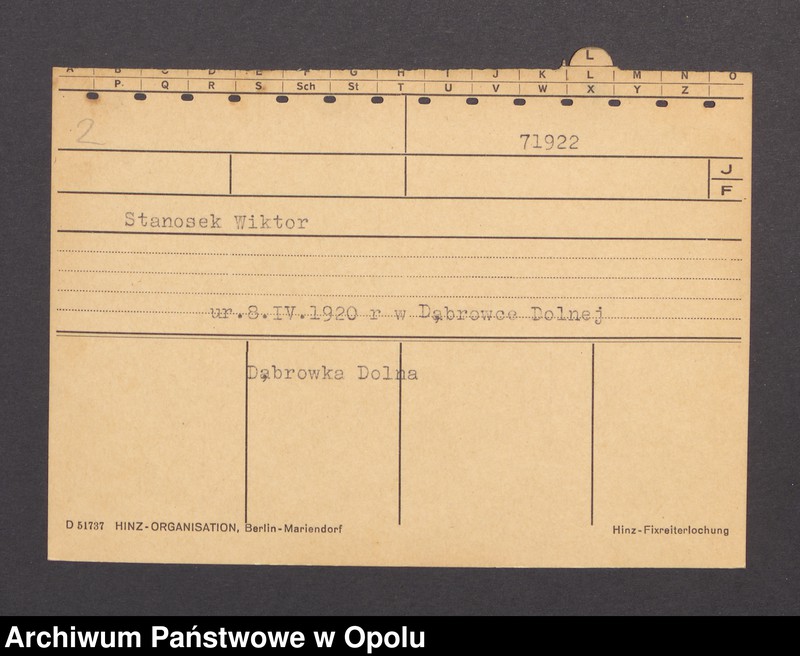 L
A B C D E F G H I J K L M N O
P Q R S Sch St T U V W X Y Z
2
71922
J
F
Stanosek Wiktor
ur.8.IV.1920 r w Dąbrowce Dolnej
Dąbrowka Dolna
D 51737 HINZ-ORGANISATION, Berlin-Mariendorf
Hinz-Fixreiterlochung
Archiwum Państwowe w Opolu